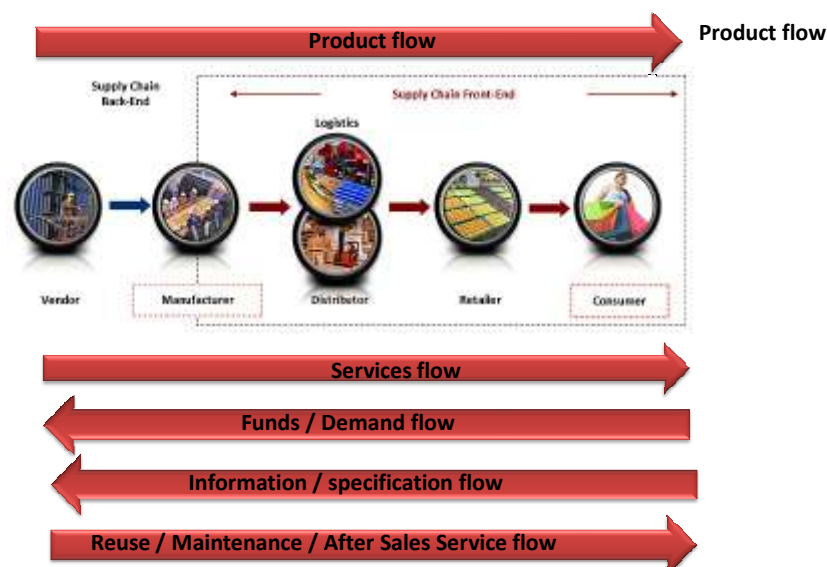 Product flow
Product flow
Supply Chain
Back-End
Supply Chain Front-End
Logistics
Vendor
Manufacturer
Distributor
Retailer
Consumer
Services flow
Funds / Demand flow
Information / specification flow
Reuse / Maintenance / After Sales Service flow